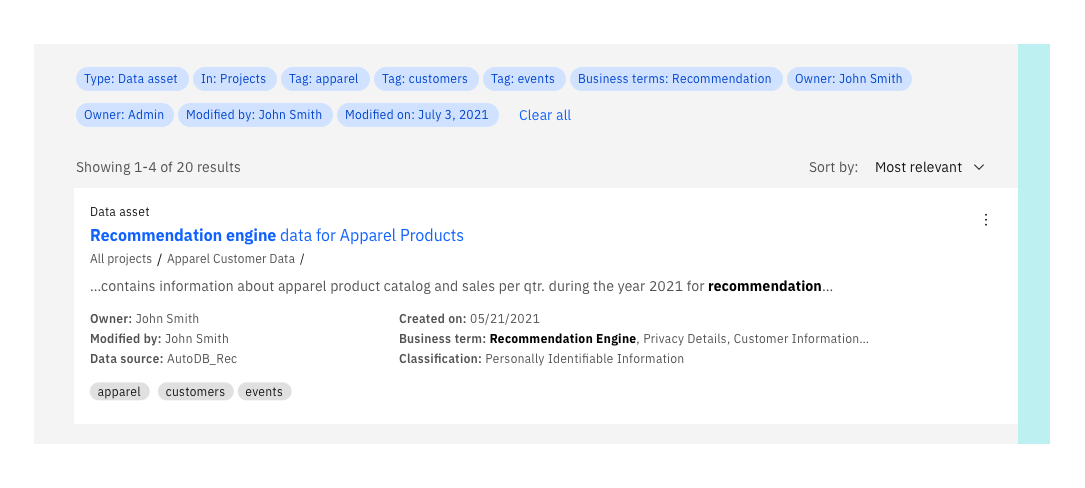 Type: Data asset In: Projects Tag: apparel Tag: customers Tag: events Business terms: Recommendation Owner: John Smith
Owner: Admin Modified by: John Smith Modified on: July 3, 2021 Clear all
Showing 1-4 of 20 results Sort by: Most relevant
Data asset
Recommendation engine data for Apparel Products
All projects / Apparel Customer Data /
...contains information about apparel product catalog and sales per qtr. during the year 2021 for recommendation...
Owner: John Smith Created on: 05/21/2021
Modified by: John Smith Business term: Recommendation Engine, Privacy Details, Customer Information...
Data source: AutoDB_Rec Classification: Personally Identifiable Information
apparel customers events